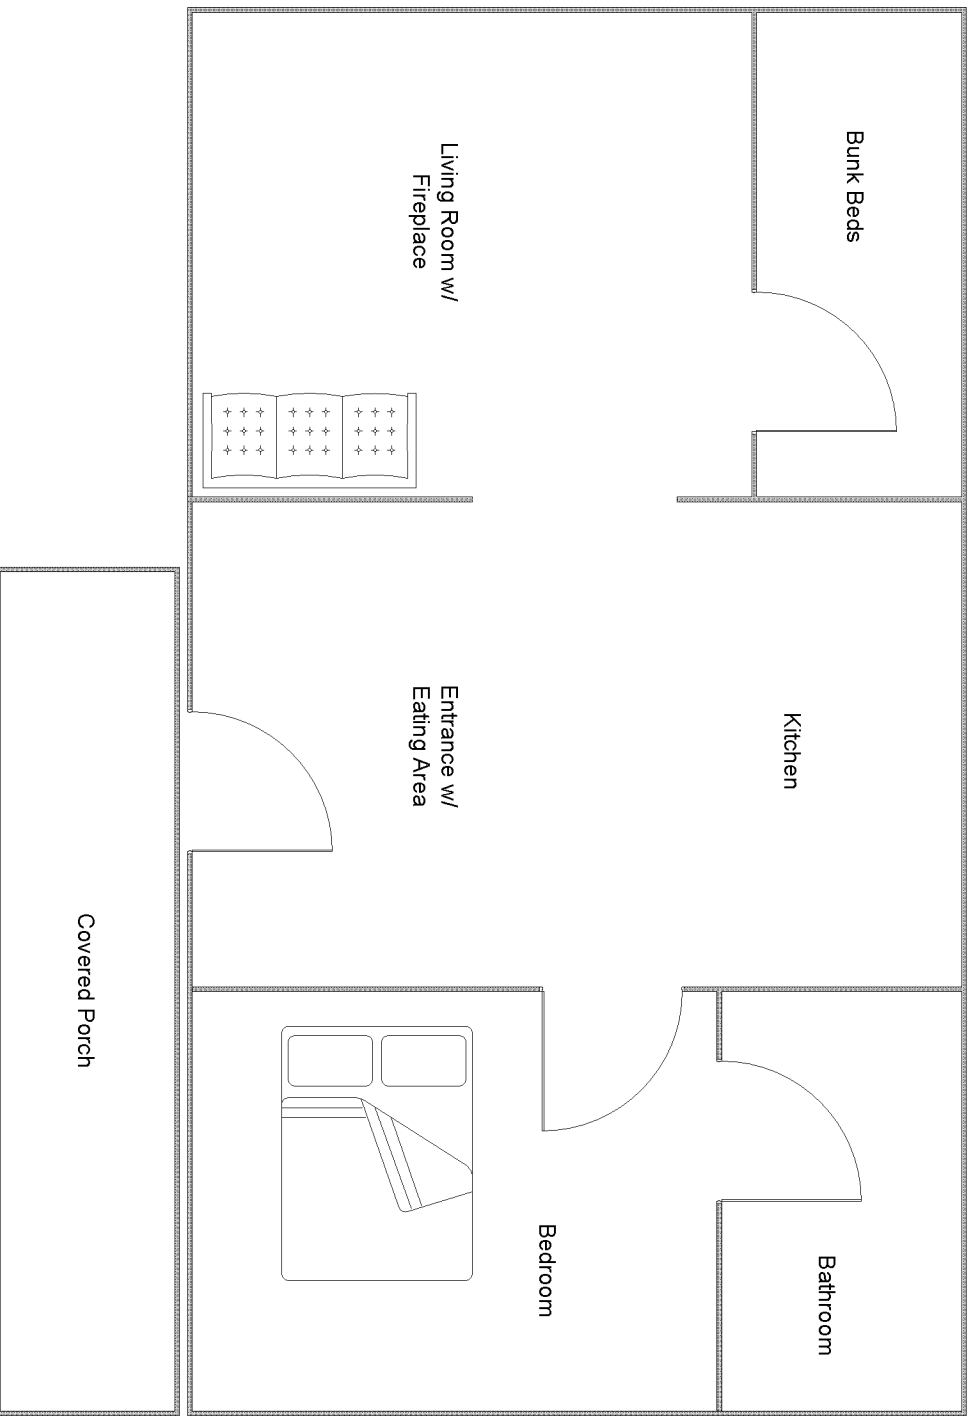 Bunk Beds
Living Room w/
Fireplace
Kitchen
Entrance w/
Eating Area
Bathroom
Bedroom
Covered Porch